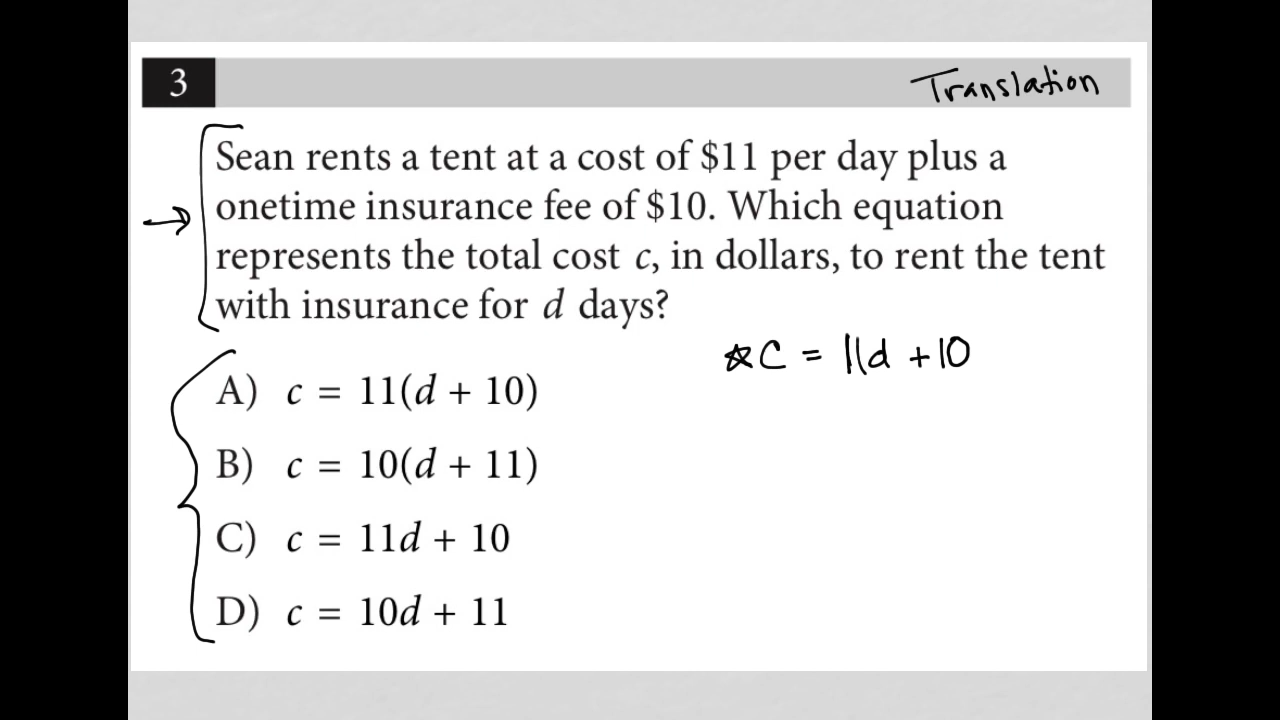 3 Translation
Sean rents a tent at a cost of $11 per day plus a
onetime insurance fee of $10. Which equation
represents the total cost c, in dollars, to rent the tent
with insurance for d days?
☆C = 11d + 10
A) c = 11(d + 10)
B) c = 10(d + 11)
C) c = 11d + 10
D) c = 10d + 11